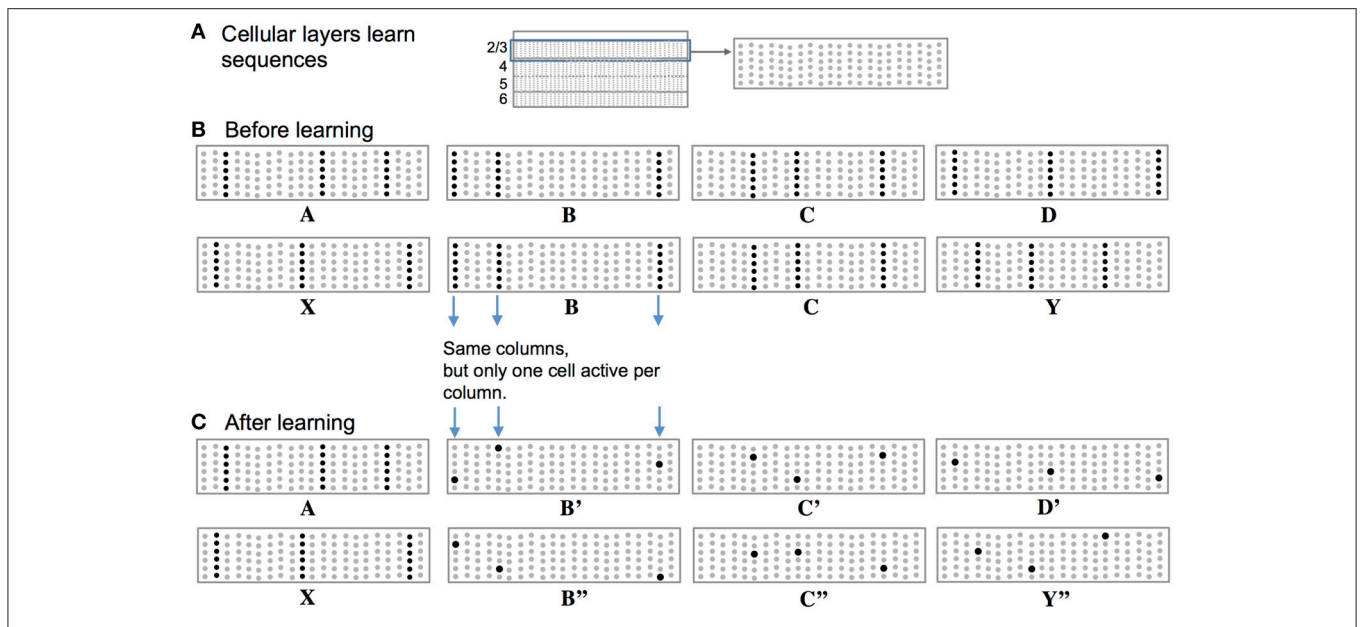 A Cellular layers learn
sequences
2/3
4
5
6
B Before learning
A B C D
X B C Y
Same columns,
but only one cell active per
column.
C After learning
A B’ C’ D’
X B” C” Y”